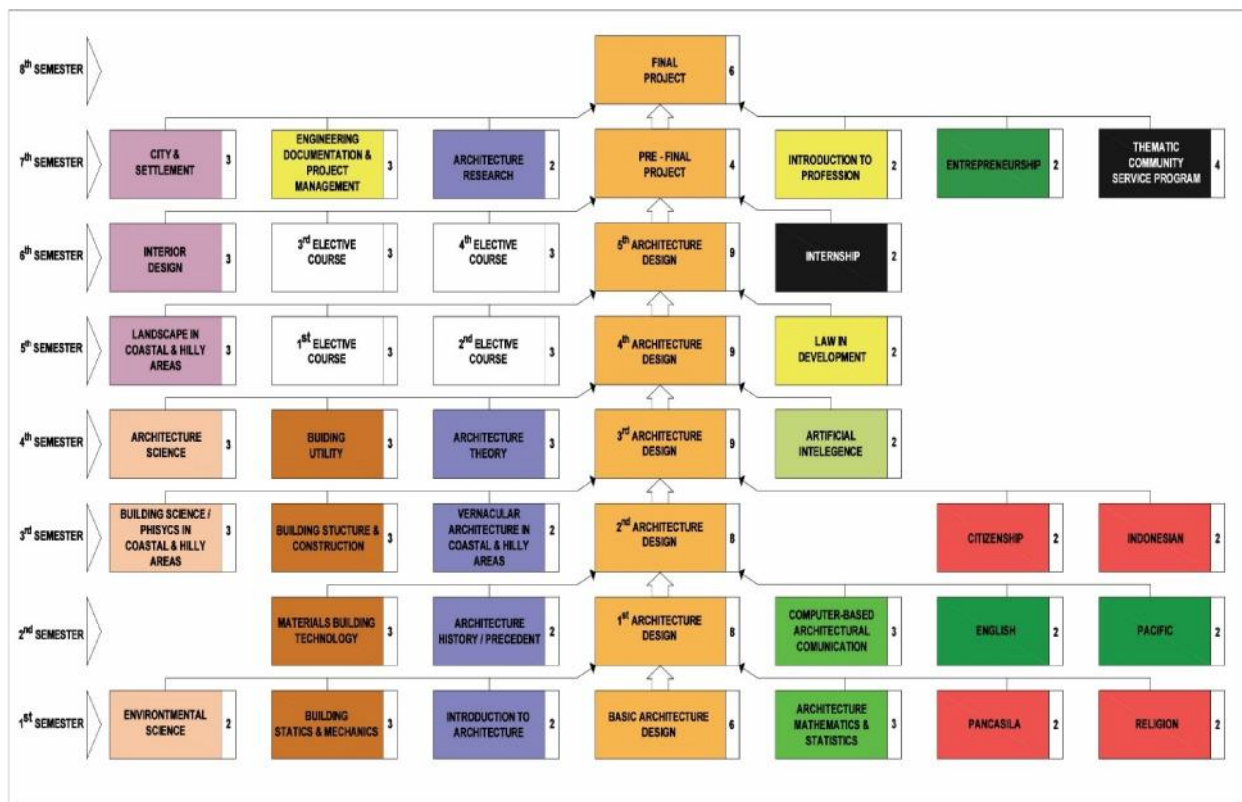 8th SEMESTER
FINAL
PROJECT
6
7th SEMESTER
CITY &
SETTLEMENT
3
ENGINEERING
DOCUMENTATION &
PROJECT
MANAGEMENT
3
ARCHITECTURE
RESEARCH
2
PRE - FINAL
PROJECT
4
INTRODUCTION TO
PROFESSION
2
ENTREPRENEURSHIP
2
THEMATIC
COMMUNITY
SERVICE PROGRAM
4
6th SEMESTER
INTERIOR
DESIGN
3
3rd ELECTIVE
COURSE
3
4th ELECTIVE
COURSE
3
5th ARCHITECTURE
DESIGN
9
INTERNSHIP
2
5th SEMESTER
LANDSCAPE IN
COASTAL & HILLY
AREAS
3
1st ELECTIVE
COURSE
3
2nd ELECTIVE
COURSE
3
4th ARCHITECTURE
DESIGN
9
LAW IN
DEVELOPMENT
2
4th SEMESTER
ARCHITECTURE
SCIENCE
3
BUIDING
UTILITY
3
ARCHITECTURE
THEORY
3
3rd ARCHITECTURE
DESIGN
9
ARTIFICIAL
INTELEGENCE
2
3rd SEMESTER
BUILDING SCIENCE /
PHISYCS IN
COASTAL & HILLY
AREAS
3
BUILDING STUCTURE &
CONSTRUCTION
3
VERNACULAR
ARCHITECTURE IN
COASTAL & HILLY
AREAS
2
2nd ARCHITECTURE
DESIGN
8
CITIZENSHIP
2
INDONESIAN
2
2nd SEMESTER
MATERIALS BUILDING
TECHNOLOGY
3
ARCHITECTURE
HISTORY / PRECEDENT
2
1st ARCHITECTURE
DESIGN
8
COMPUTER-BASED
ARCHITECTURAL
COMUNICATION
3
ENGLISH
2
PACIFIC
2
1st SEMESTER
ENVIRONTMENTAL
SCIENCE
2
BUILDING
STATICS & MECHANICS
3
INTRODUCTION TO
ARCHITECTURE
2
BASIC ARCHITECTURE
DESIGN
6
ARCHITECTURE
MATHEMATICS &
STATISTICS
3
PANCASILA
2
RELIGION
2